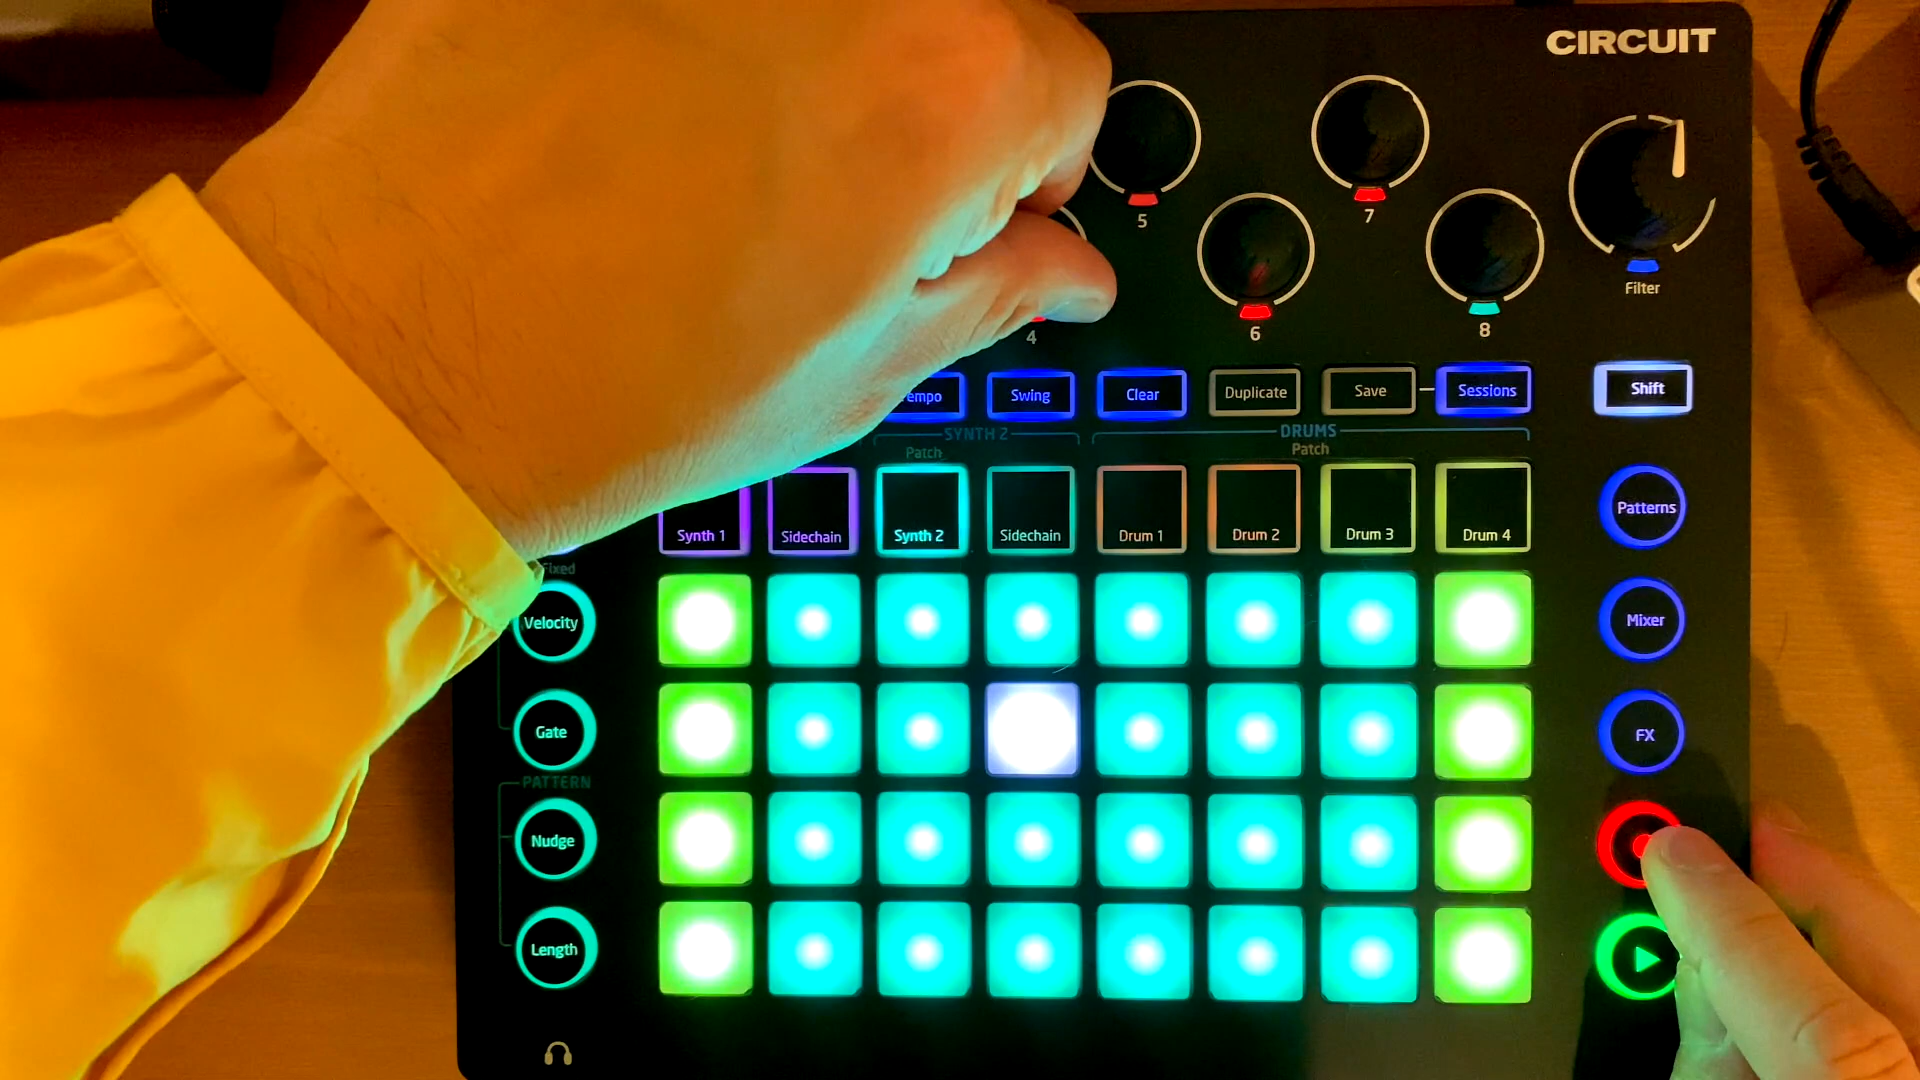 CIRCUIT
5
7
4
6
8
Filter
empo
Swing
Clear
Duplicate
Save
Sessions
Shift
SYNTH 2
DRUMS
Patch
Patch
Patterns
Synth 1
Sidechain
Synth 2
Sidechain
Drum 1
Drum 2
Drum 3
Drum 4
Fixed
Velocity
Mixer
Gate
FX
PATTERN
Nudge
Length